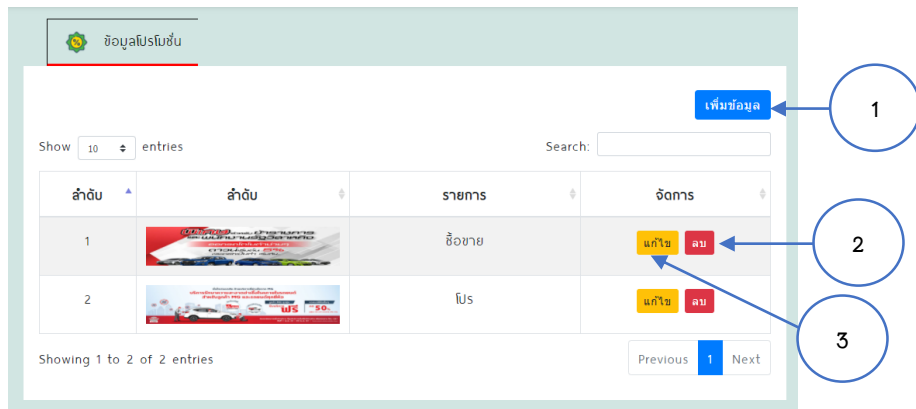 ข้อมูลโปรโมชั่น
เพิ่มข้อมูล
1
Show 10 entries
Search:
ลำดับ ลำดับ รายการ จัดการ
1 ซื้อขาย แก้ไข ลบ
2
2 โปร แก้ไข ลบ
3
Showing 1 to 2 of 2 entries
Previous 1 Next